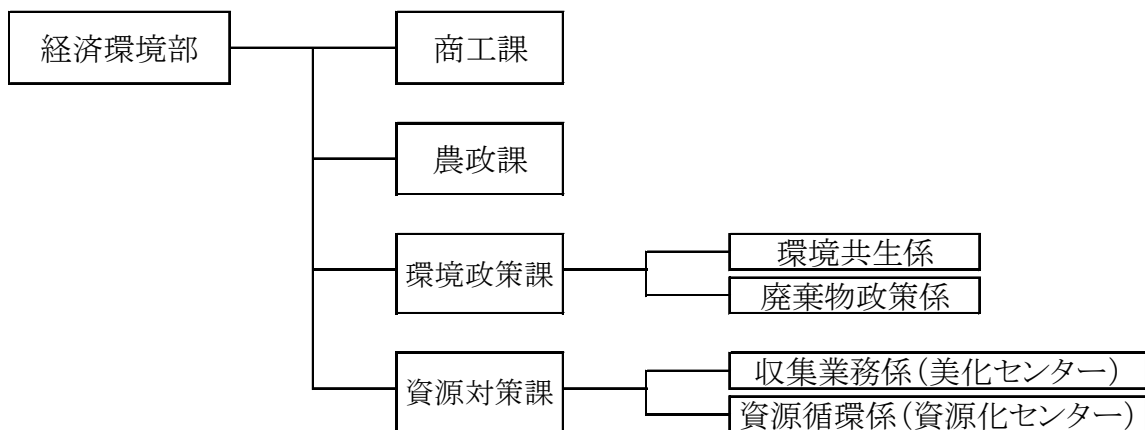 経済環境部
商工課
農政課
環境政策課
環境共生係
廃棄物政策係
資源対策課
収集業務係(美化センター)
資源循環係(資源化センター)